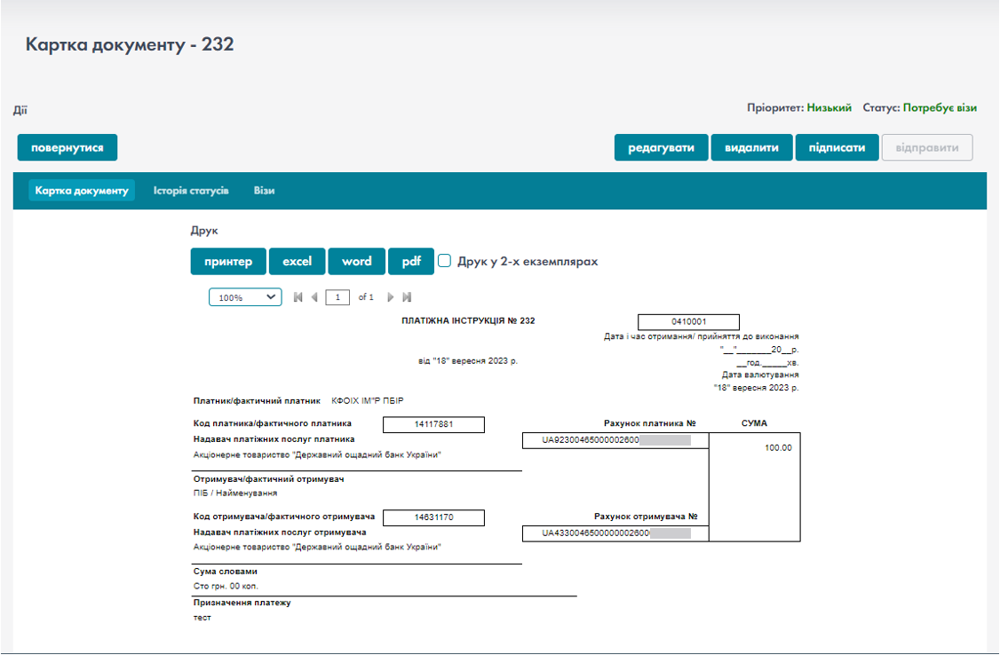 Картка документу - 232
Дії
Пріоритет: Низький Статус: Потребує візи
повернутися
редагувати видалити підписати відправити
Картка документу Історія статусів Візи
Друк
принтер excel word pdf Друк у 2-х екземплярах
100% 1 of 1
ПЛАТІЖНА ІНСТРУКЦІЯ № 232 0410001
Дата і час отримання/ прийняття до виконання
"__"_______20__р.
від "18" вересня 2023 р.
__год._____хв.
Дата валютування
"18" вересня 2023 р.
Платник/фактичний платник КФОІХ ІМ"Р ПБІР
Код платника/фактичного платника 14117881 Рахунок платника № СУМА
Надавач платіжних послуг платника UA92300465000002600
Акціонерне товариство "Державний ощадний банк України" 100.00
Отримувач/фактичний отримувач
ПІБ / Найменування
Код отримувача/фактичного отримувача 14631170 Рахунок отримувача №
Надавач платіжних послуг отримувача UA4330046500000002600
Акціонерне товариство "Державний ощадний банк України"
Сума словами
Сто грн. 00 коп.
Призначення платежу
тест